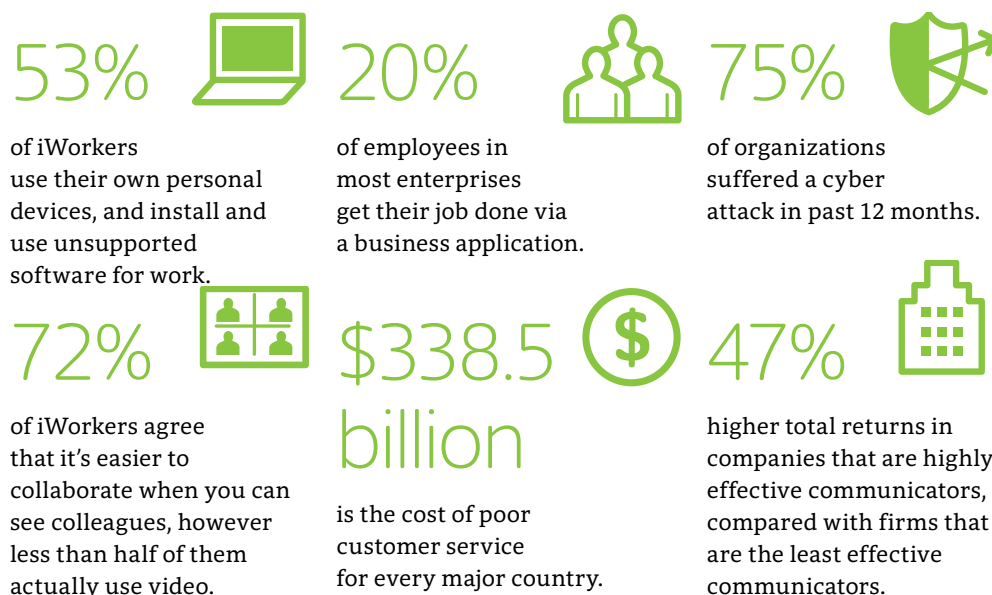 53%
of iWorkers
use their own personal
devices, and install and
use unsupported
software for work.
20%
of employees in
most enterprises
get their job done via
a business application.
75%
of organizations
suffered a cyber
attack in past 12 months.
72%
of iWorkers agree
that it’s easier to
collaborate when you can
see colleagues, however
less than half of them
actually use video.
$338.5
billion
is the cost of poor
customer service
for every major country.
$
47%
higher total returns in
companies that are highly
effective communicators,
compared with firms that
are the least effective
communicators.